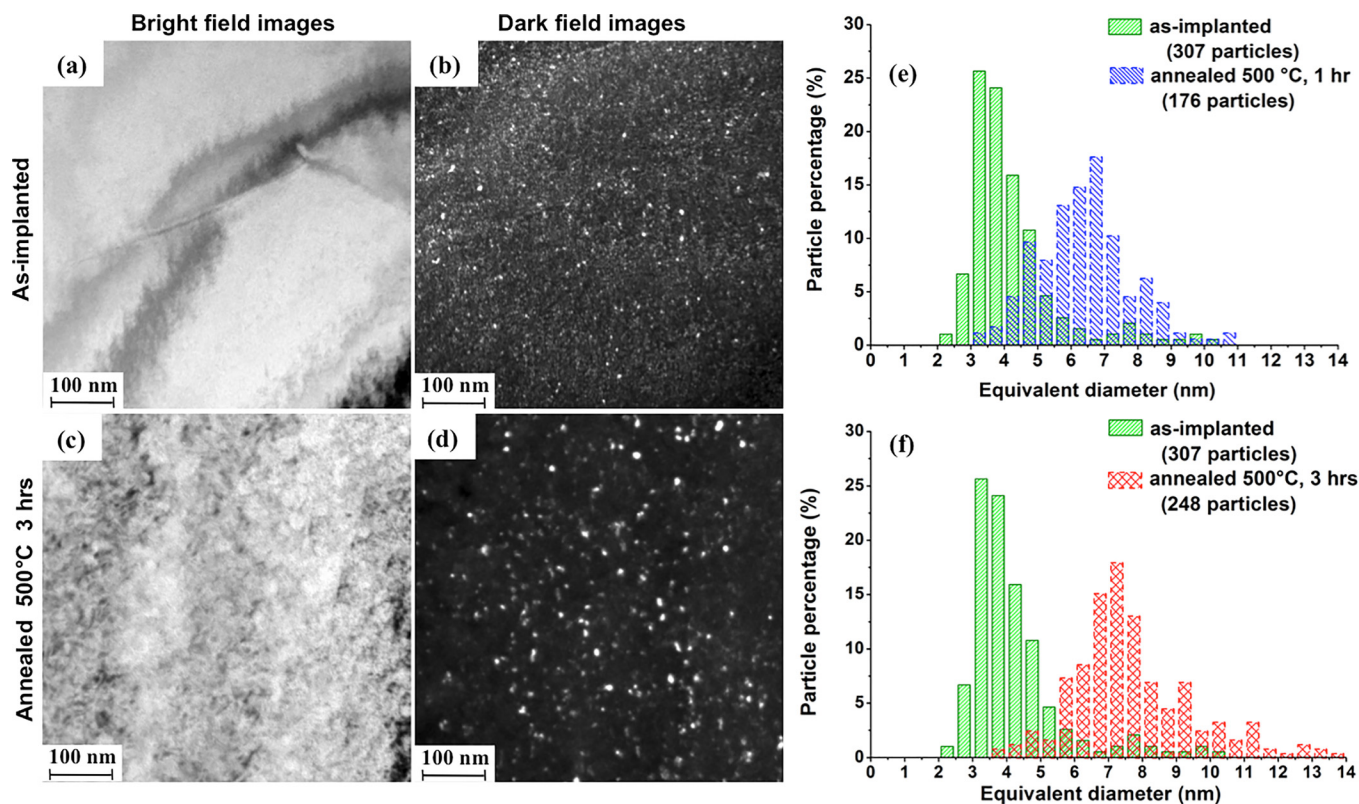 Bright field images
Dark field images
As-implanted
(a)
100 nm
(b)
100 nm
Annealed 500°C 3 hrs
(c)
100 nm
(d)
100 nm
(e)
as-implanted
(307 particles)
annealed 500 °C, 1 hr
(176 particles)
Particle percentage (%)
30
25
20
15
10
5
0
0 1 2 3 4 5 6 7 8 9 10 11 12 13 14
Equivalent diameter (nm)
(f)
as-implanted
(307 particles)
annealed 500°C, 3 hrs
(248 particles)
Particle percentage (%)
30
25
20
15
10
5
0
0 1 2 3 4 5 6 7 8 9 10 11 12 13 14
Equivalent diameter (nm)